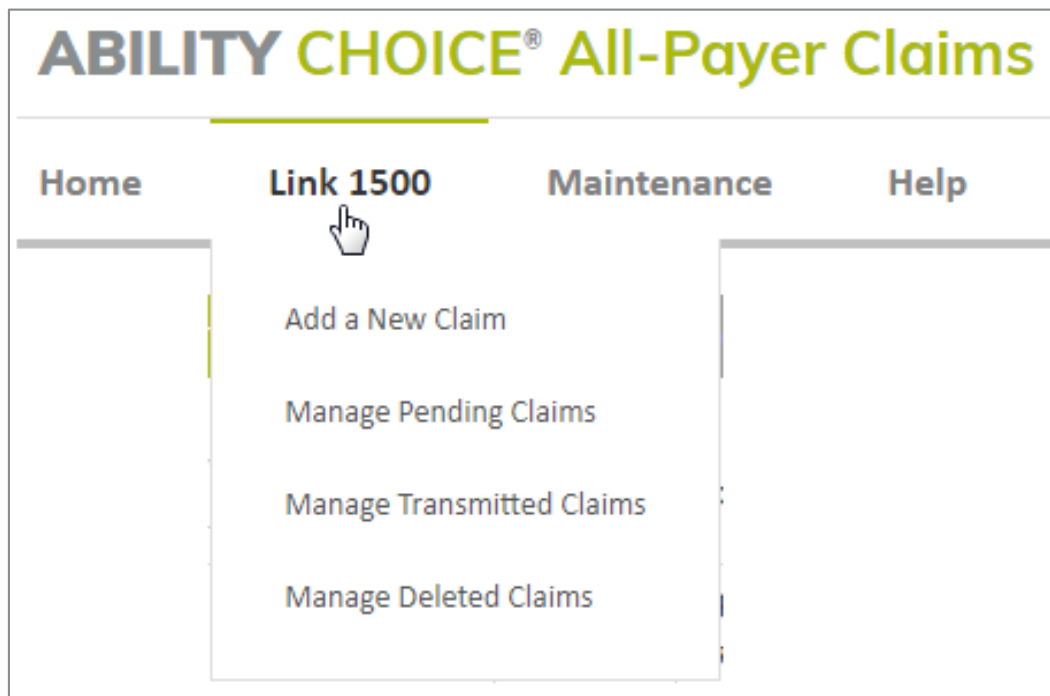 ABILITY CHOICE® All-Payer Claims
Home Link 1500 Maintenance Help
Add a New Claim
Manage Pending Claims
Manage Transmitted Claims
Manage Deleted Claims